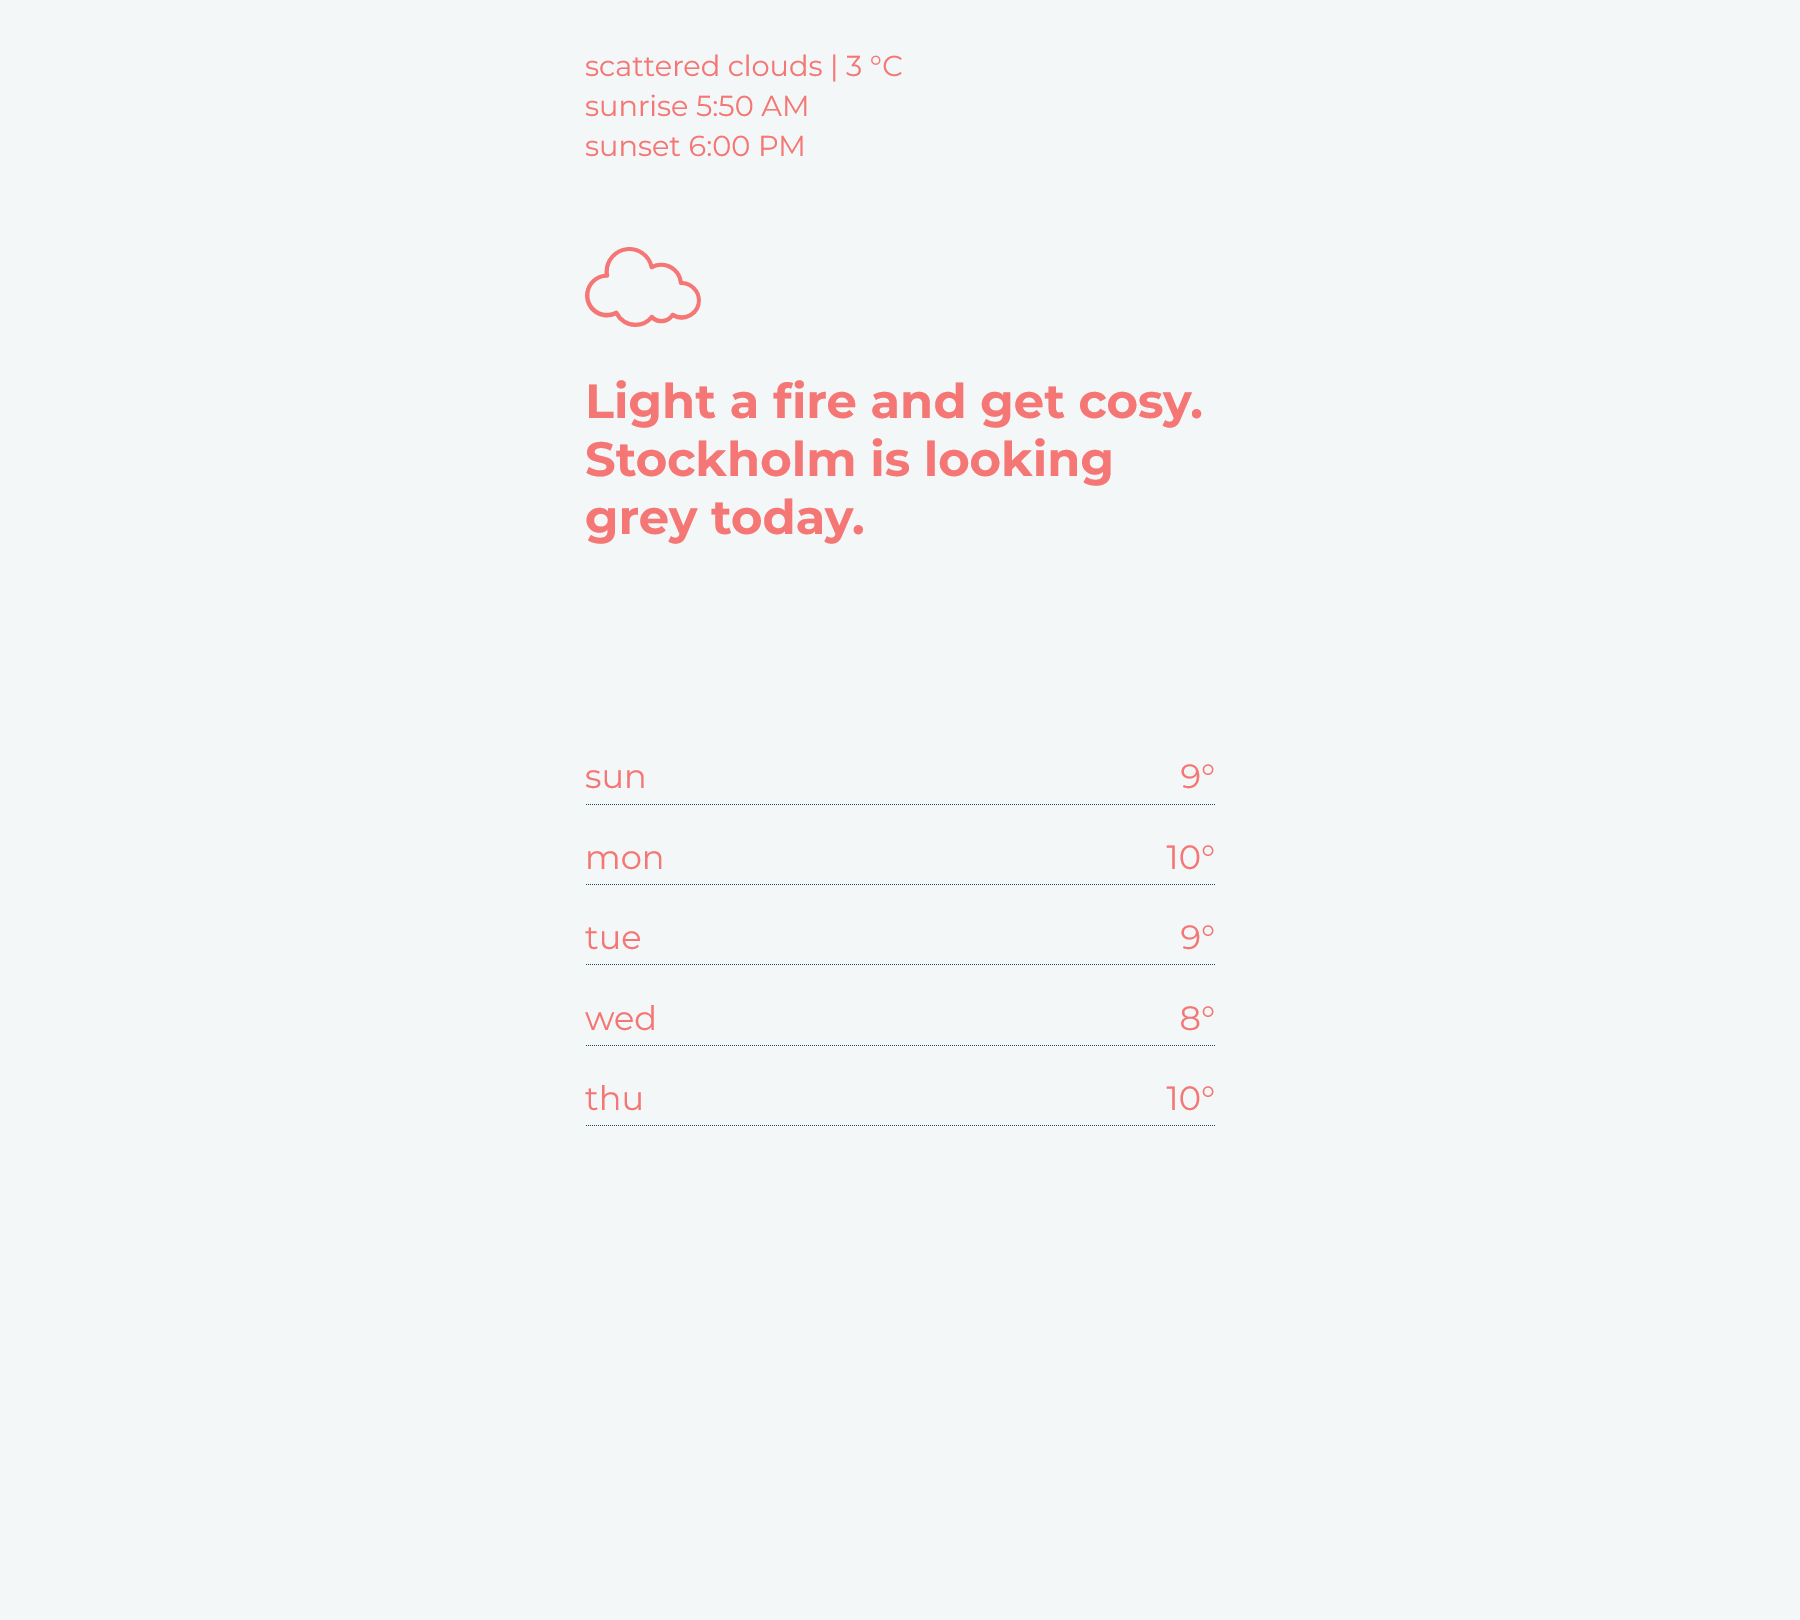 scattered clouds | 3 °C
sunrise 5:50 AM
sunset 6:00 PM
Light a fire and get cosy.
Stockholm is looking
grey today.
sun 9°
mon 10°
tue 9°
wed 8°
thu 10°